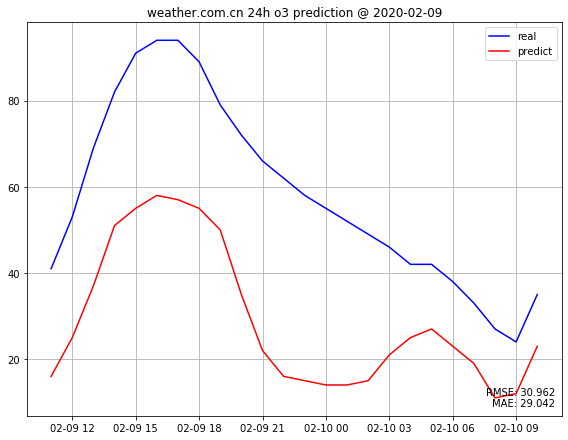 weather.com.cn 24h o3 prediction @ 2020-02-09
real
predict
80
60
40
20
RMSE: 30.962
MAE: 29.042
02-09 12 02-09 15 02-09 18 02-09 21 02-10 00 02-10 03 02-10 06 02-10 09